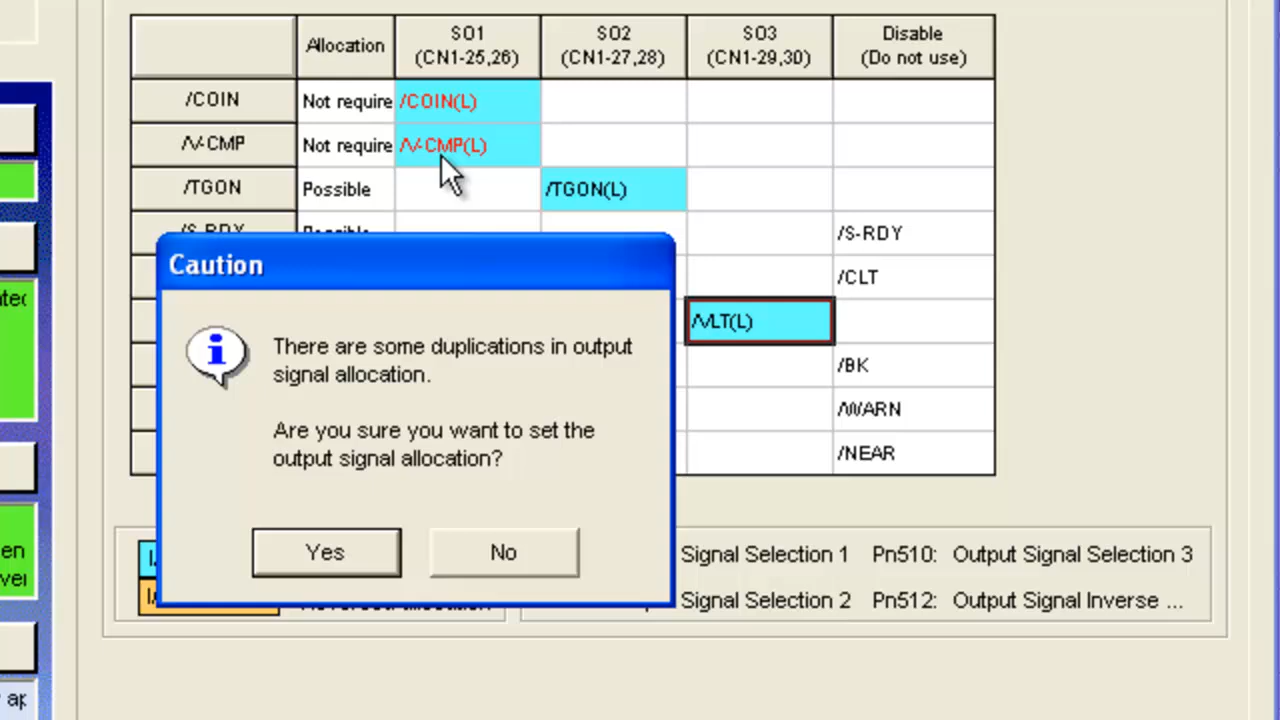 Allocation
SO1
(CN1-25,26)
SO2
(CN1-27,28)
SO3
(CN1-29,30)
Disable
(Do not use)
/COIN
Not require
/COIN(L)
/V-CMP
Not require
/V-CMP(L)
/TGON
Possible
/TGON(L)
/S-RDY
Possible
/S-RDY
/CLT
/VLT(L)
/BK
/WARN
/NEAR
Caution
There are some duplications in output
signal allocation.
Are you sure you want to set the
output signal allocation?
Yes
No
Signal Selection 1
Pn510:
Output Signal Selection 3
Signal Selection 2
Pn512:
Output Signal Inverse ...